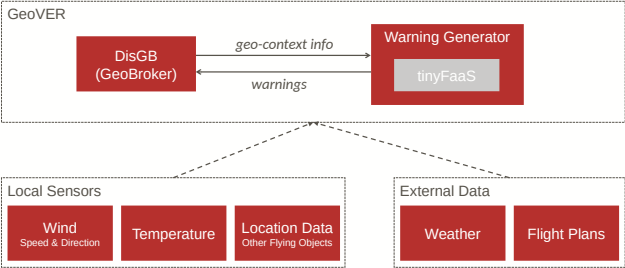 GeoVER
DisGB
(GeoBroker)
geo-context info
warnings
Warning Generator
tinyFaaS
Local Sensors
Wind
Speed & Direction
Temperature
Location Data
Other Flying Objects
External Data
Weather
Flight Plans